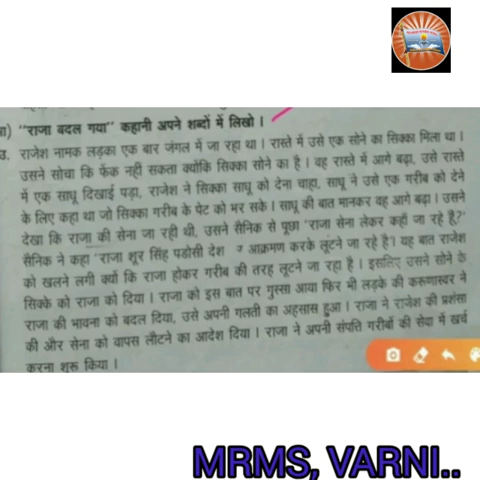 ा) "राजा बदल गया" कहानी अपने शब्दों में लिखो ।
उ. राजेश नामक लड़का एक बार जंगल में जा रहा था । रास्ते में उसे एक सोने का सिक्का मिला था ।
उसने सोचा कि फेंक नहीं सकता क्योंकि सिक्का सोने का है । वह रास्ते में आगे बढ़ा, उसे रास्ते
में एक साधू दिखाई पड़ा, राजेश ने सिक्का साधू को देना चाहा, साधू ने उसे एक गरीब को देने
के लिए कहा था जो सिक्का गरीब के पेट को भर सके । साधू की बात मानकर वह आगे बढ़ा । उसने
देखा कि राजा की सेना जा रही थी, उसने सैनिक से पूछा 'राजा सेना लेकर कहाँ जा रहे है?'
सैनिक ने कहा 'राजा शूर सिंह पडोसी देश आक्रमण करके लूंटने जा रहे है। यह बात राजेश
को खलने लगी क्यों कि राजा होकर गरीब की तरह लूटने जा रहा है । इसलिए उसने सोने के
सिक्के को राजा को दिया । राजा को इस बात पर गुस्सा आया फिर भी लड़के की करुणास्वर ने
राजा की भावना को बदल दिया, उसे अपनी गलती का अहसास हुआ । राजा ने राजेश की प्रशंसा
की और सेना को वापस लौटने का आदेश दिया । राजा ने अपनी संपति गरीबों की सेवा में खर्च
करना शुरू किया ।
MRMS, VARNI..